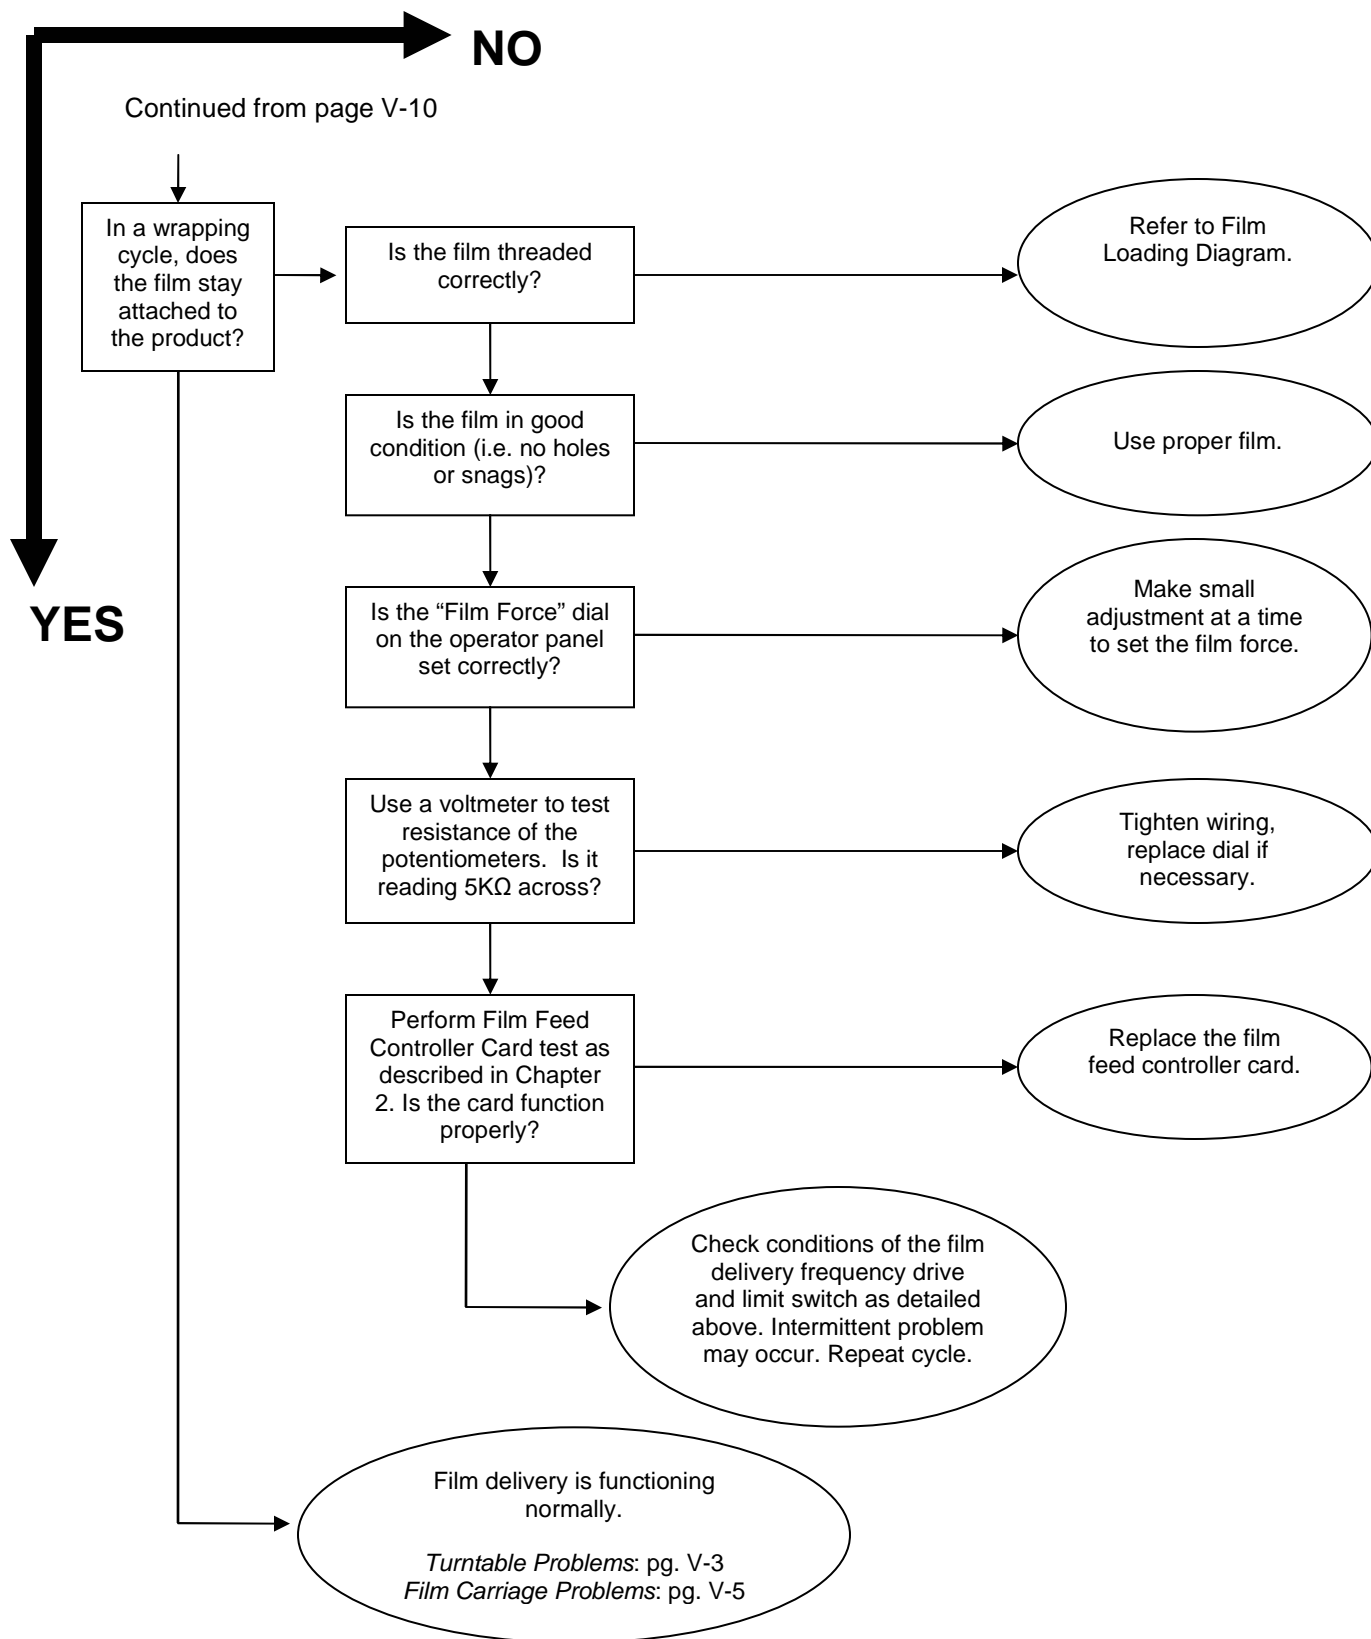 NO
Continued from page V-10
In a wrapping
cycle, does
the film stay
attached to
the product?
Is the film threaded
correctly?
Refer to Film
Loading Diagram.
Is the film in good
condition (i.e. no holes
or snags)?
Use proper film.
YES
Is the “Film Force” dial
on the operator panel
set correctly?
Make small
adjustment at a time
to set the film force.
Use a voltmeter to test
resistance of the
potentiometers.  Is it
reading 5KΩ across?
Tighten wiring,
replace dial if
necessary.
Perform Film Feed
Controller Card test as
described in Chapter
2. Is the card function
properly?
Replace the film
feed controller card.
Check conditions of the film
delivery frequency drive
and limit switch as detailed
above. Intermittent problem
may occur. Repeat cycle.
Film delivery is functioning
normally.
Turntable Problems: pg. V-3
Film Carriage Problems: pg. V-5